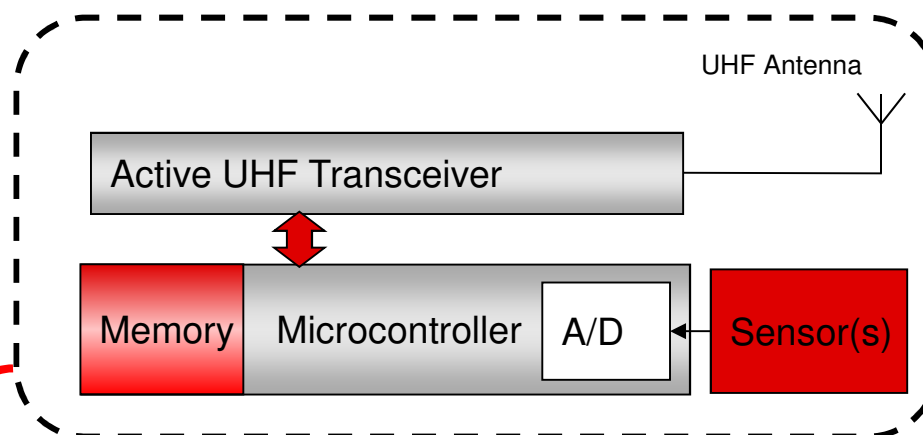 UHF Antenna
Active UHF Transceiver
Memory
Microcontroller
A/D
Sensor(s)